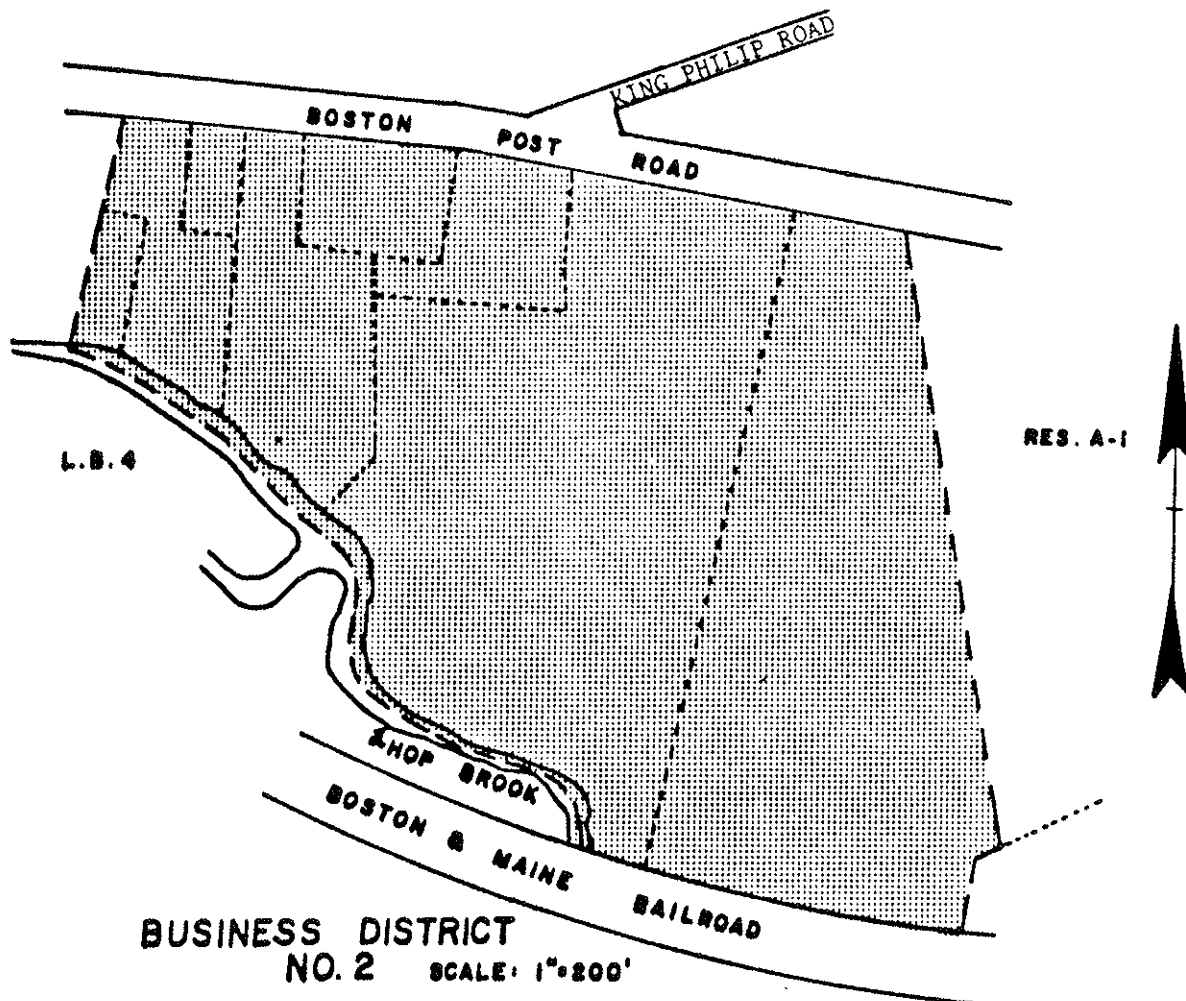 KING PHILIP ROAD
BOSTON POST ROAD
RES. A-1
L.B. 4
HOP BROOK
BOSTON & MAINE RAILROAD
BUSINESS DISTRICT
NO. 2 SCALE: 1"=200'